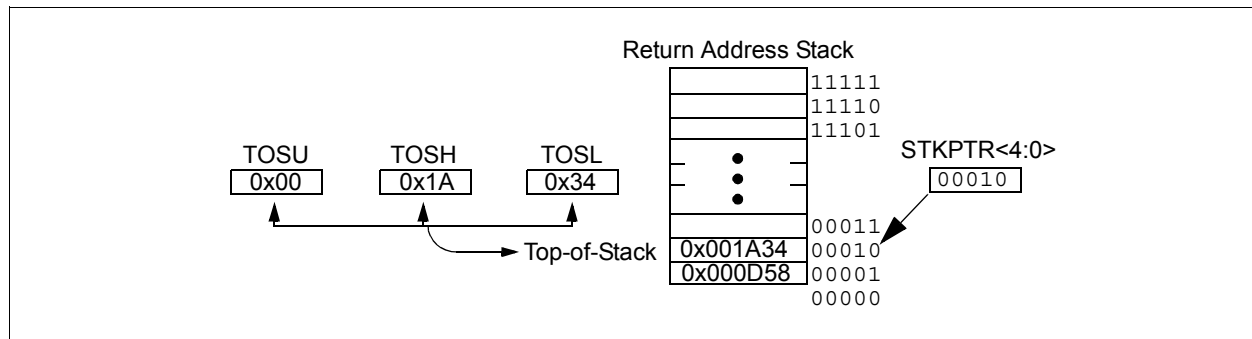 Return Address Stack
11111
11110
11101
TOSU TOSH TOSL
0x00 0x1A 0x34
STKPTR<4:0>
00010
00011
Top-of-Stack 0x001A34 00010
0x000D58 00001
00000